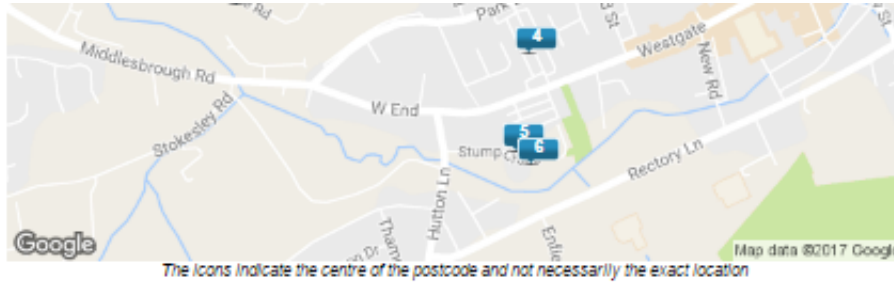 Park
4
Westgate
Middlesbrough Rd
New Rd
W End
Stokesley Rd
5
Stump
6
Rectory Ln
Hutton Ln
Google
Map data ©2017 Google
The icons indicate the centre of the postcode and not necessarily the exact location